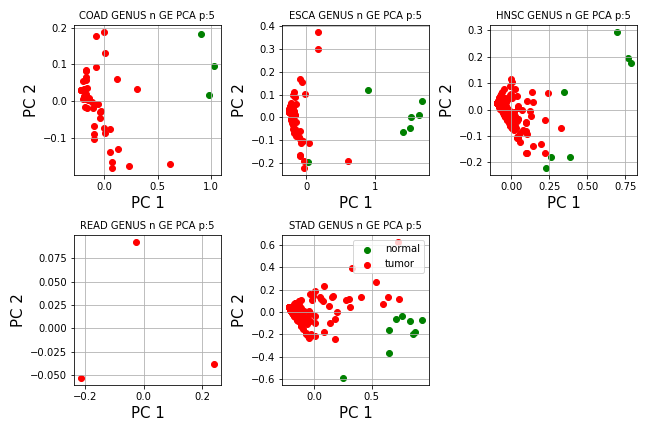 COAD GENUS n GE PCA p:5
ESCA GENUS n GE PCA p:5
HNSC GENUS n GE PCA p:5
0.2
0.1
0.0
−0.1
PC 2
0.0
0.5
1.0
PC 1
0.4
0.3
0.2
0.1
0.0
−0.1
−0.2
PC 2
0
1
PC 1
0.3
0.2
0.1
0.0
−0.1
−0.2
PC 2
0.00
0.25
0.50
0.75
PC 1
READ GENUS n GE PCA p:5
STAD GENUS n GE PCA p:5
0.075
0.050
0.025
0.000
−0.025
−0.050
PC 2
−0.2
0.0
0.2
PC 1
0.6
0.4
0.2
0.0
−0.2
−0.4
−0.6
PC 2
0.0
0.5
PC 1
normal
tumor